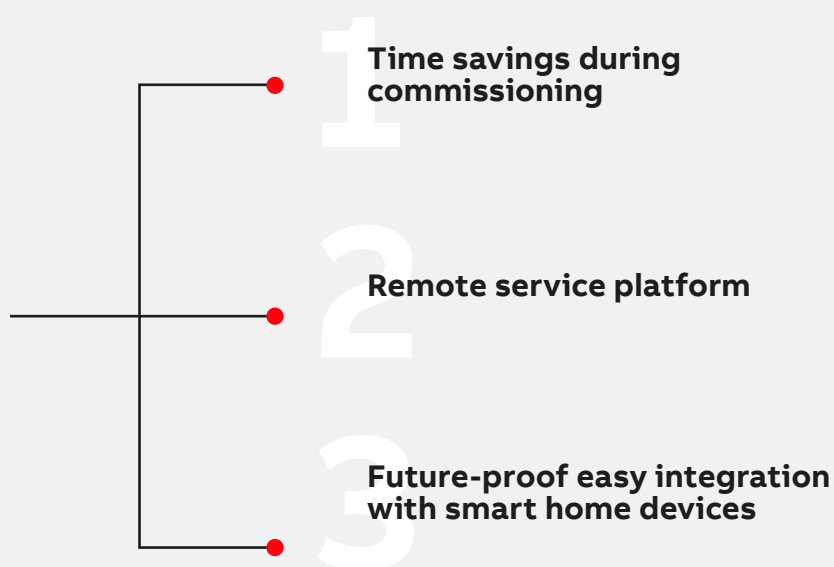 1
Time savings during
commissioning
2
Remote service platform
3
Future-proof easy integration
with smart home devices